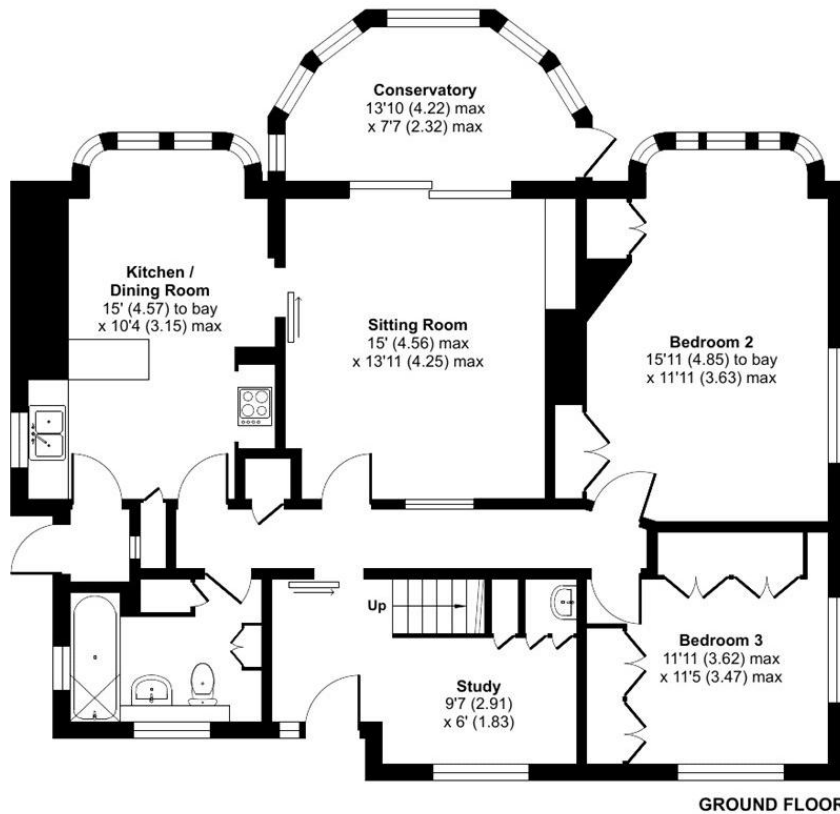 Conservatory
13'10 (4.22) max
x 7'7 (2.32) max
Kitchen /
Dining Room
15' (4.57) to bay
x 10'4 (3.15) max
Sitting Room
15' (4.56) max
x 13'11 (4.25) max
Bedroom 2
15'11 (4.85) to bay
x 11'11 (3.63) max
Up
Study
9'7 (2.91)
x 6' (1.83)
Bedroom 3
11'11 (3.62) max
x 11'5 (3.47) max
GROUND FLOOR